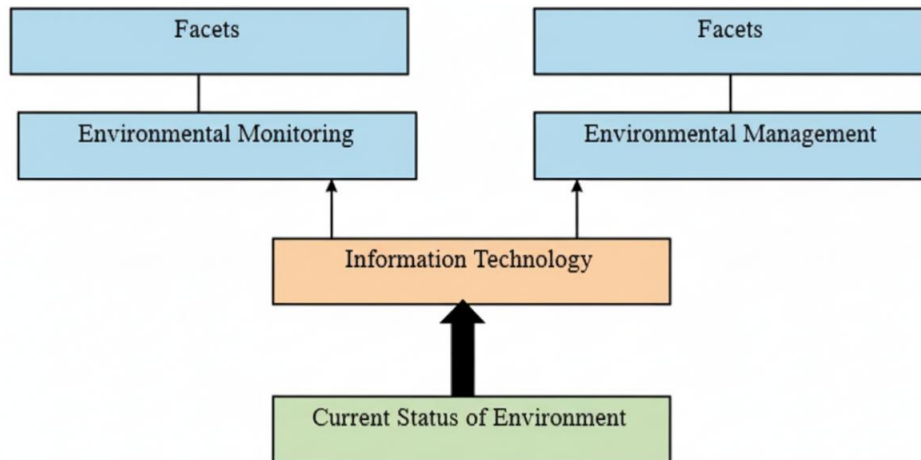 Facets
Facets
Environmental Monitoring
Environmental Management
Information Technology
Current Status of Environment